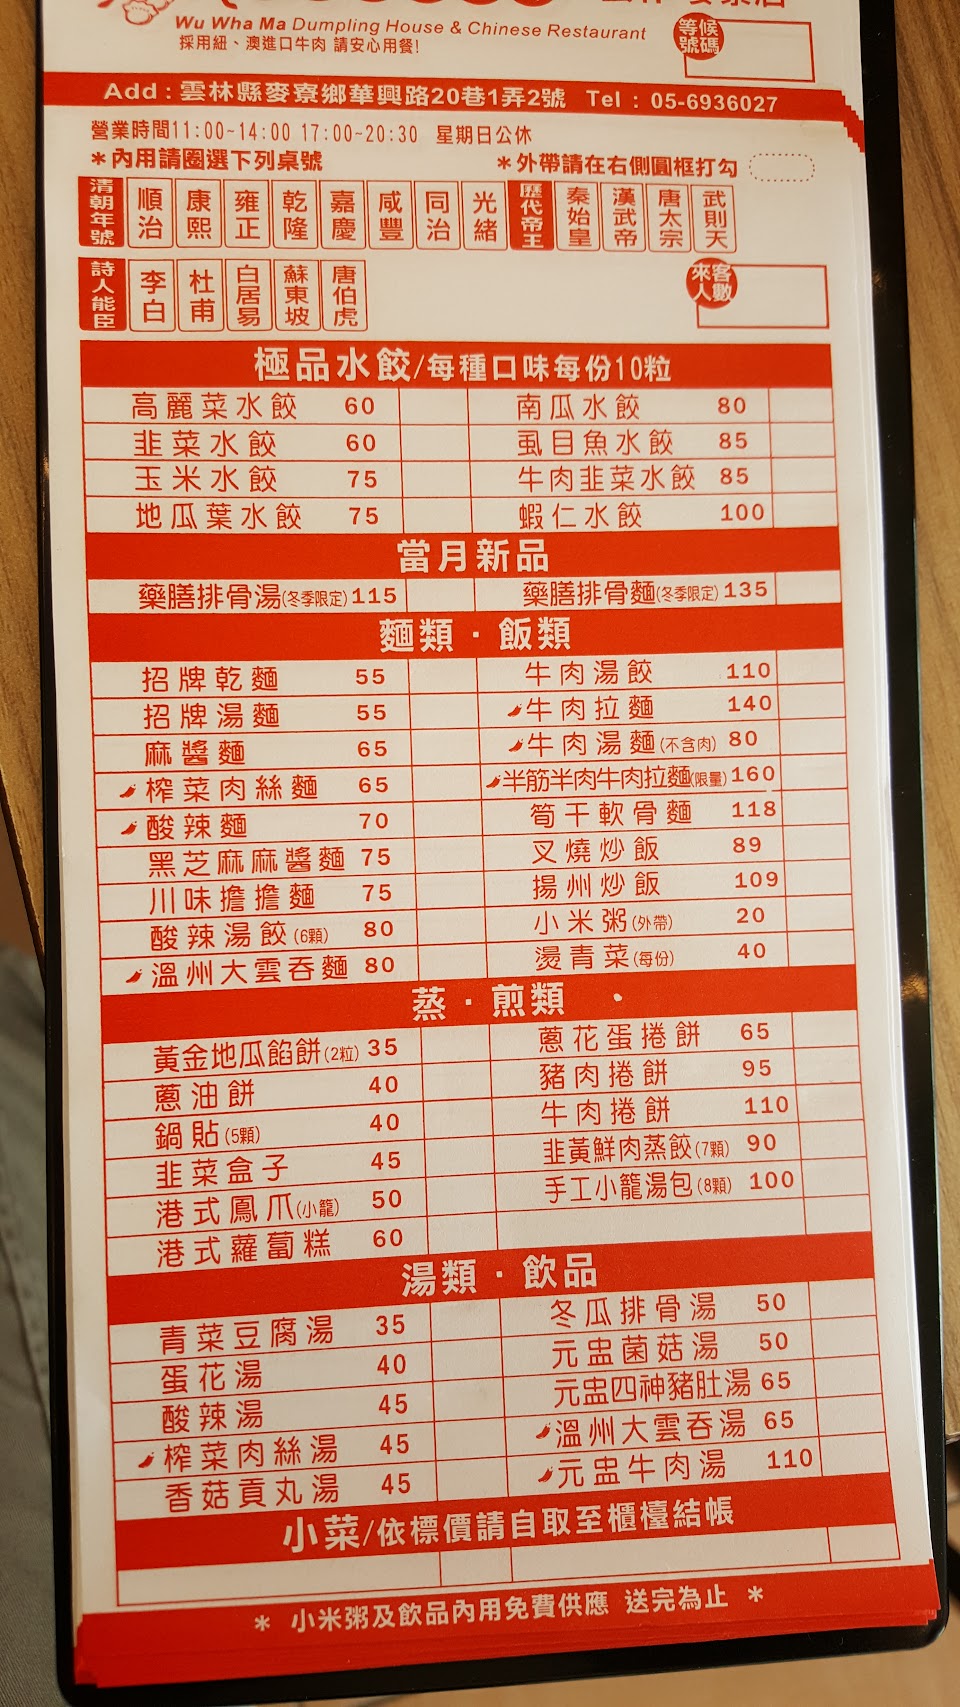 Wu Wha Ma Dumpling House & Chinese Restaurant
採用紐、澳進口牛肉 請安心用餐!
等候號碼
Add：雲林縣麥寮鄉華興路20巷1弄2號 Tel：05-6936027
營業時間11:00~14:00 17:00~20:30 星期日公休
＊內用請圈選下列桌號 ＊外帶請在右側圓框打勾
清朝年號 順治 康熙 雍正 乾隆 嘉慶 咸豐 同治 光緒 歷代帝王 秦始皇 漢武帝 唐太宗 武則天
詩人能臣 李白 杜甫 白居易 蘇東坡 唐伯虎 來客人數
極品水餃/每種口味每份10粒
高麗菜水餃 60 南瓜水餃 80
韭菜水餃 60 虱目魚水餃 85
玉米水餃 75 牛肉韭菜水餃 85
地瓜葉水餃 75 蝦仁水餃 100
當月新品
藥膳排骨湯(冬季限定) 115 藥膳排骨麵(冬季限定) 135
麵類・飯類
招牌乾麵 55 牛肉湯餃 110
招牌湯麵 55 牛肉拉麵 140
麻醬麵 65 牛肉湯麵(不含肉) 80
榨菜肉絲麵 65 半筋半肉牛肉拉麵(限量) 160
酸辣麵 70 筍干軟骨麵 118
黑芝麻麻醬麵 75 叉燒炒飯 89
川味擔擔麵 75 揚州炒飯 109
酸辣湯餃(6顆) 80 小米粥(外帶) 20
溫州大雲吞麵 80 燙青菜(每份) 40
蒸・煎類
黃金地瓜餡餅(2粒) 35 蔥花蛋捲餅 65
蔥油餅 40 豬肉捲餅 95
鍋貼(5顆) 40 牛肉捲餅 110
韭菜盒子 45 韭黃鮮肉蒸餃(7顆) 90
港式鳳爪(小籠) 50 手工小籠湯包(8顆) 100
港式蘿蔔糕 60
湯類・飲品
青菜豆腐湯 35 冬瓜排骨湯 50
蛋花湯 40 元盅菌菇湯 50
酸辣湯 45 元盅四神豬肚湯 65
榨菜肉絲湯 45 溫州大雲吞湯 65
香菇貢丸湯 45 元盅牛肉湯 110
小菜/依標價請自取至櫃檯結帳
＊ 小米粥及飲品內用免費供應 送完為止 ＊